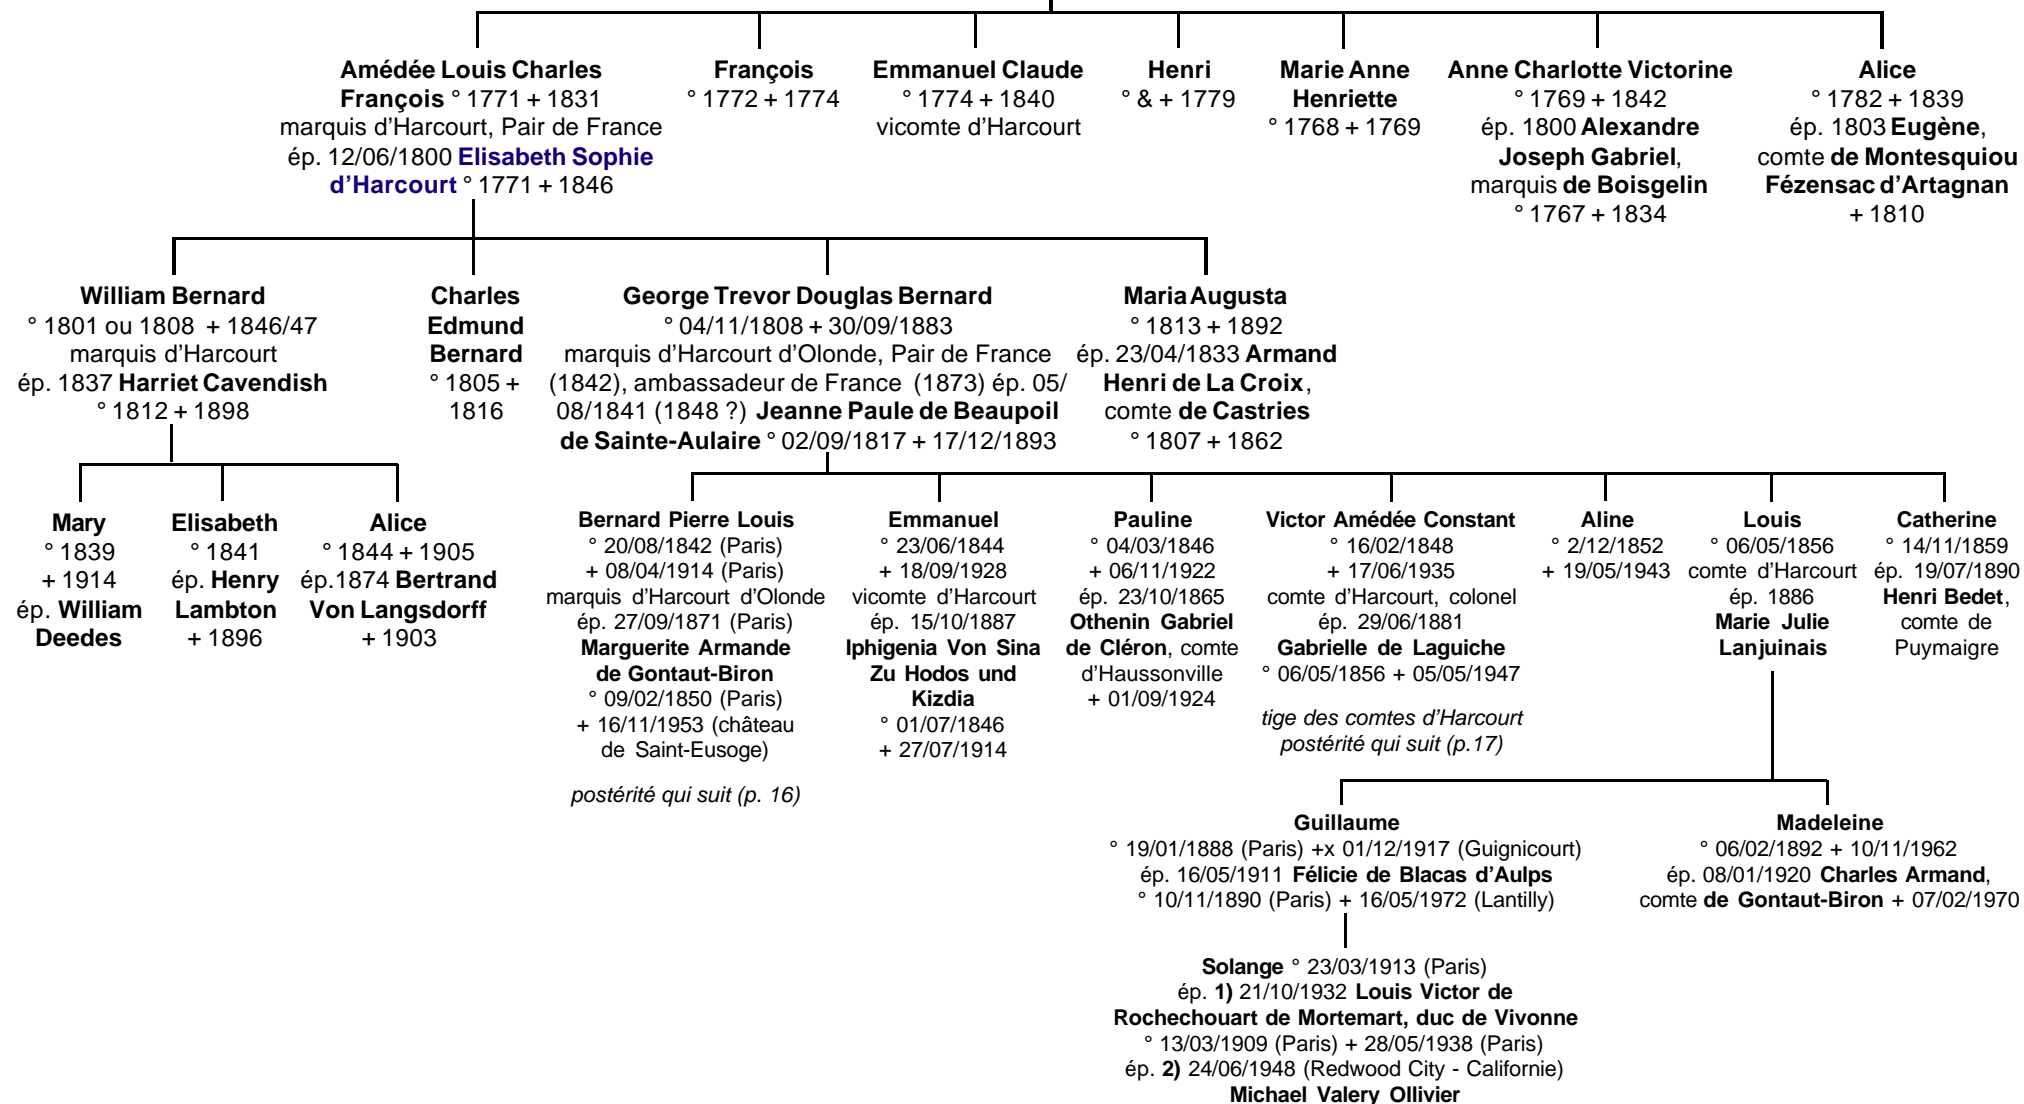 Amédée Louis Charles
François ° 1771 + 1831
marquis d'Harcourt, Pair de France
ép. 12/06/1800 Elisabeth Sophie
d'Harcourt ° 1771 + 1846
François
° 1772 + 1774
Emmanuel Claude
° 1774 + 1840
vicomte d'Harcourt
Henri
° & + 1779
Marie Anne
Henriette
° 1768 + 1769
Anne Charlotte Victorine
° 1769 + 1842
ép. 1800 Alexandre
Joseph Gabriel,
marquis de Boisgelin
° 1767 + 1834
Alice
° 1782 + 1839
ép. 1803 Eugène,
comte de Montesquiou
Fézensac d'Artagnan
+ 1810
William Bernard
° 1801 ou 1808 + 1846/47
marquis d'Harcourt
ép. 1837 Harriet Cavendish
° 1812 + 1898
Charles
Edmund
Bernard
° 1805 +
1816
George Trevor Douglas Bernard
° 04/11/1808 + 30/09/1883
marquis d'Harcourt d'Olonde, Pair de France
(1842), ambassadeur de France (1873) ép. 05/
08/1841 (1848 ?) Jeanne Paule de Beaupoil
de Sainte-Aulaire ° 02/09/1817 + 17/12/1893
Maria Augusta
° 1813 + 1892
ép. 23/04/1833 Armand
Henri de La Croix,
comte de Castries
° 1807 + 1862
Mary
° 1839
+ 1914
ép. William
Deedes
Elisabeth
° 1841
ép. Henry
Lambton
+ 1896
Alice
° 1844 + 1905
ép.1874 Bertrand
Von Langsdorff
+ 1903
Bernard Pierre Louis
° 20/08/1842 (Paris)
+ 08/04/1914 (Paris)
marquis d'Harcourt d'Olonde
ép. 27/09/1871 (Paris)
Marguerite Armande
de Gontaut-Biron
° 09/02/1850 (Paris)
+ 16/11/1953 (château
de Saint-Eusoge)
postérité qui suit (p. 16)
Emmanuel
° 23/06/1844
+ 18/09/1928
vicomte d'Harcourt
ép. 15/10/1887
Iphigenia Von Sina
Zu Hodos und
Kizdia
° 01/07/1846
+ 27/07/1914
Pauline
° 04/03/1846
+ 06/11/1922
ép. 23/10/1865
Othenin Gabriel
de Cléron, comte
d'Haussonville
+ 01/09/1924
Victor Amédée Constant
° 16/02/1848
+ 17/06/1935
comte d'Harcourt, colonel
ép. 29/06/1881
Gabrielle de Laguiche
° 06/05/1856 + 05/05/1947
tige des comtes d'Harcourt
postérité qui suit (p.17)
Aline
° 2/12/1852
+ 19/05/1943
Louis
° 06/05/1856
comte d'Harcourt
ép. 1886
Marie Julie
Lanjuinais
Catherine
° 14/11/1859
ép. 19/07/1890
Henri Bedet,
comte de
Puymaigre
Guillaume
° 19/01/1888 (Paris) +x 01/12/1917 (Guignicourt)
ép. 16/05/1911 Félicie de Blacas d'Aulps
° 10/11/1890 (Paris) + 16/05/1972 (Lantilly)
Madeleine
° 06/02/1892 + 10/11/1962
ép. 08/01/1920 Charles Armand,
comte de Gontaut-Biron + 07/02/1970
Solange ° 23/03/1913 (Paris)
ép. 1) 21/10/1932 Louis Victor de
Rochechouart de Mortemart, duc de Vivonne
° 13/03/1909 (Paris) + 28/05/1938 (Paris)
ép. 2) 24/06/1948 (Redwood City - Californie)
Michael Valery Ollivier